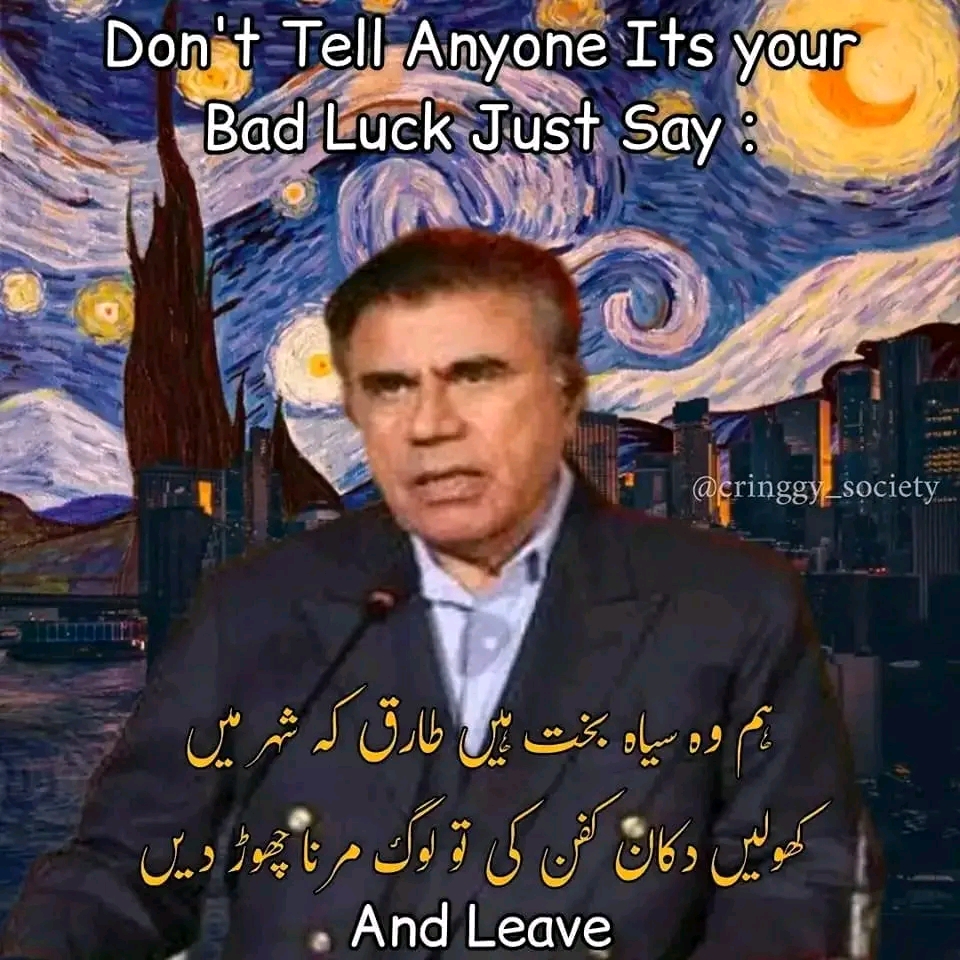 Don't Tell Anyone Its your
Bad Luck Just Say :
@cringgy_society
ہم وہ سیاہ بخت ہیں طارق کہ شہر میں
کھولیں دکان کفن کی تو لوگ مرنا چھوڑ دیں
And Leave